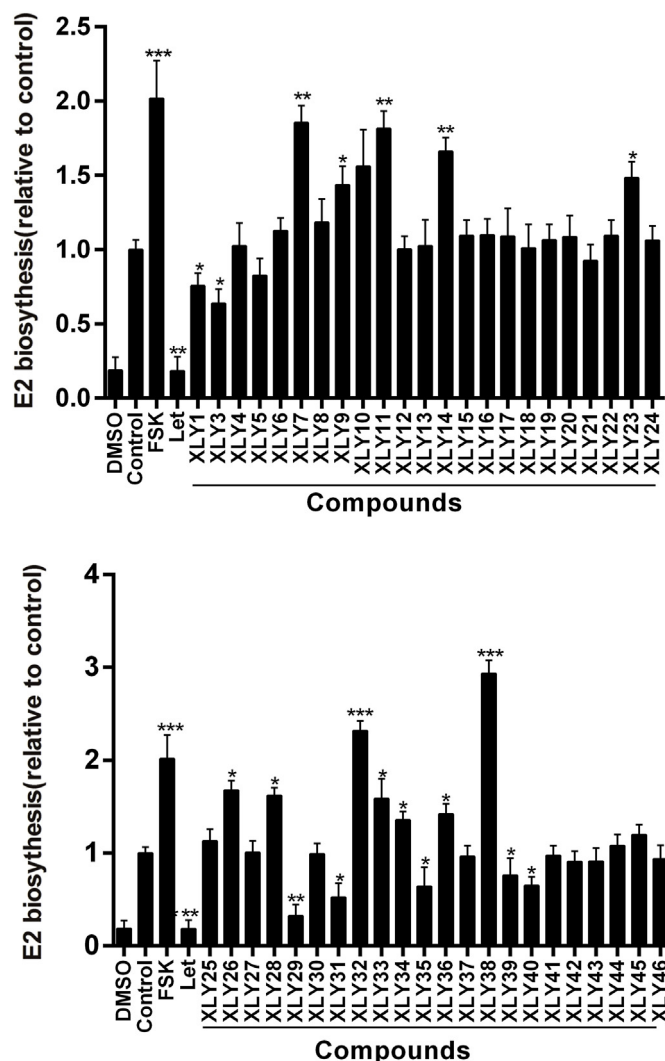 E2 biosythesis(relative to control)
2.5
2.0
1.5
1.0
0.5
0.0
***
**
*
*
**
*
**
**
*
DMSO
Control
FSK
Let
XLY1
XLY3
XLY4
XLY5
XLY6
XLY7
XLY8
XLY9
XLY10
XLY11
XLY12
XLY13
XLY14
XLY15
XLY16
XLY17
XLY18
XLY19
XLY20
XLY21
XLY22
XLY23
XLY24
Compounds
E2 biosythesis(relative to control)
4
3
2
1
0
***
***
*
*
**
*
***
*
*
*
*
***
*
*
DMSO
Control
FSK
Let
XLY25
XLY26
XLY27
XLY28
XLY29
XLY30
XLY31
XLY32
XLY33
XLY34
XLY35
XLY36
XLY37
XLY38
XLY39
XLY40
XLY41
XLY42
XLY43
XLY44
XLY45
XLY46
Compounds